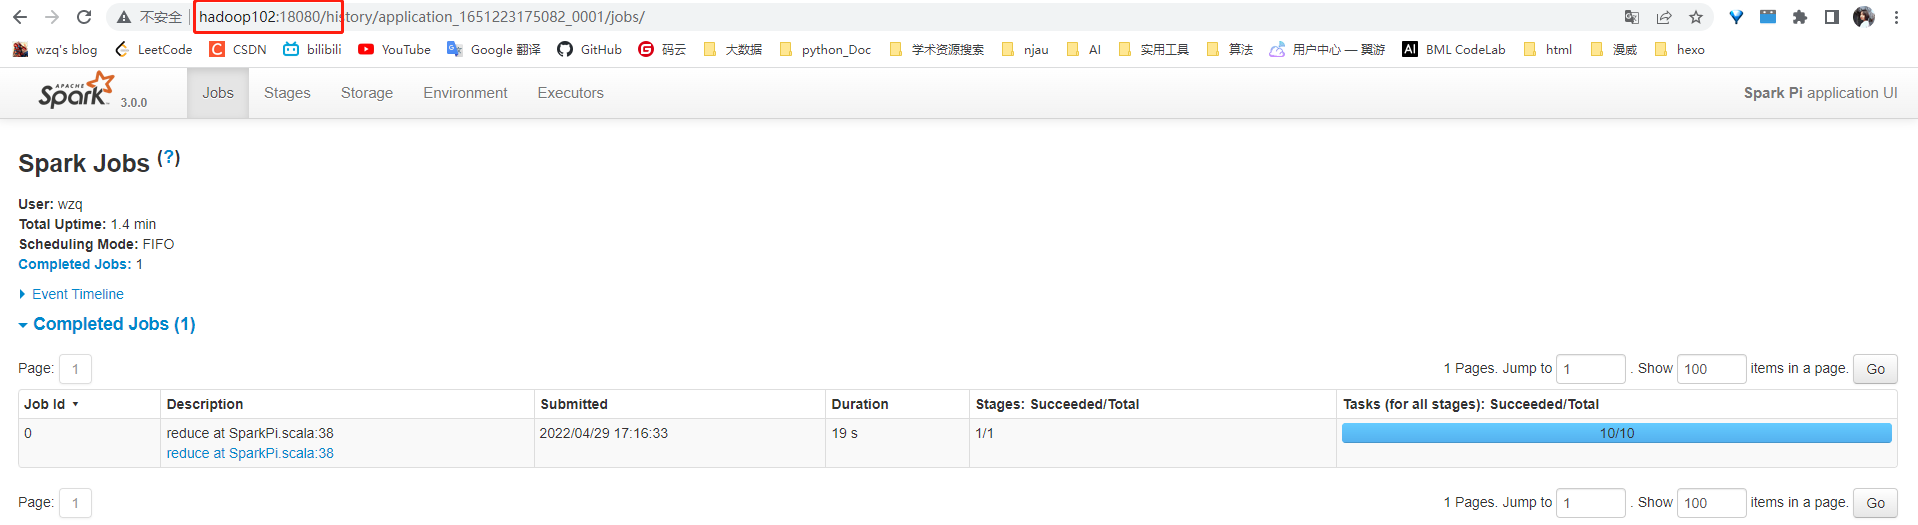 不安全 hadoop102:18080/history/application_1651223175082_0001/jobs/
wzq's blog LeetCode CSDN bilibili YouTube Google 翻译 GitHub 码云 大数据 python_Doc 学术资源搜索 njau AI 实用工具 算法 用户中心 — 翼游 BML CodeLab html 漫威 hexo
APACHE Spark 3.0.0 Jobs Stages Storage Environment Executors Spark Pi application UI
Spark Jobs (?)
User: wzq
Total Uptime: 1.4 min
Scheduling Mode: FIFO
Completed Jobs: 1
Event Timeline
Completed Jobs (1)
Page: 1 1 Pages. Jump to 1 . Show 100 items in a page. Go
Job Id Description Submitted Duration Stages: Succeeded/Total Tasks (for all stages): Succeeded/Total
0 reduce at SparkPi.scala:38 2022/04/29 17:16:33 19 s 1/1 10/10
reduce at SparkPi.scala:38
Page: 1 1 Pages. Jump to 1 . Show 100 items in a page. Go